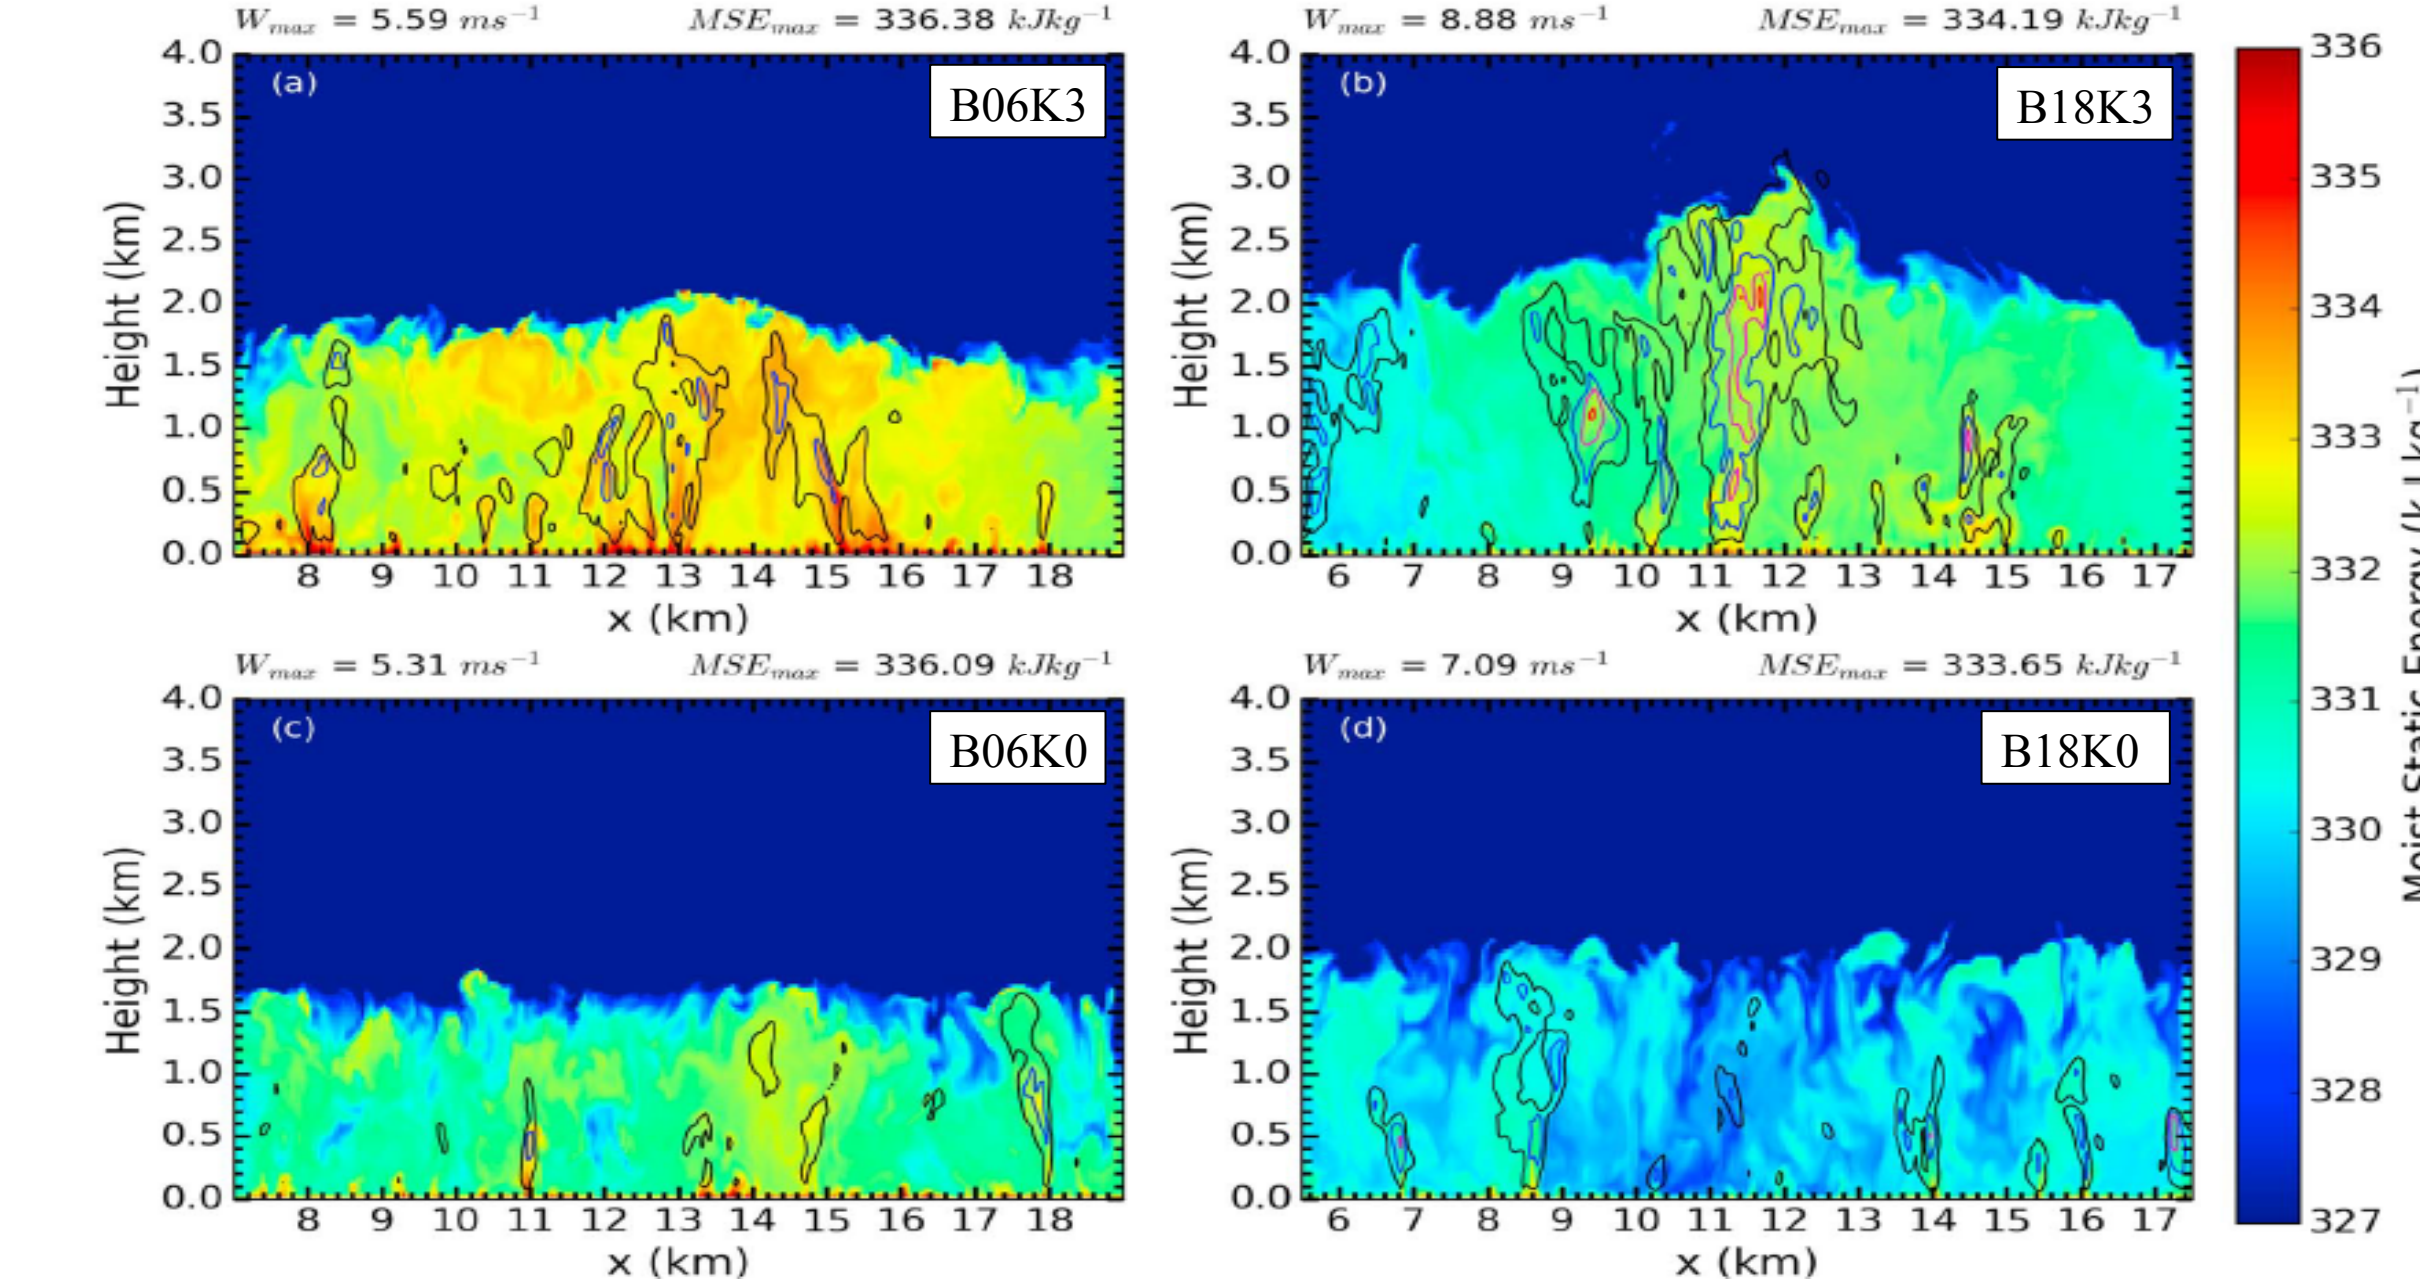 W_max = 5.59 ms⁻¹ MSE_max = 336.38 kJkg⁻¹
(a)
B06K3
4.0
3.5
3.0
2.5
2.0
1.5
1.0
0.5
0.0
Height (km)
8 9 10 11 12 13 14 15 16 17 18
x (km)
W_max = 8.88 ms⁻¹ MSE_max = 334.19 kJkg⁻¹
(b)
B18K3
4.0
3.5
3.0
2.5
2.0
1.5
1.0
0.5
0.0
Height (km)
6 7 8 9 10 11 12 13 14 15 16 17
x (km)
W_max = 5.31 ms⁻¹ MSE_max = 336.09 kJkg⁻¹
(c)
B06K0
4.0
3.5
3.0
2.5
2.0
1.5
1.0
0.5
0.0
Height (km)
8 9 10 11 12 13 14 15 16 17 18
x (km)
W_max = 7.09 ms⁻¹ MSE_max = 333.65 kJkg⁻¹
(d)
B18K0
4.0
3.5
3.0
2.5
2.0
1.5
1.0
0.5
0.0
Height (km)
6 7 8 9 10 11 12 13 14 15 16 17
x (km)
336
335
334
333
332
331
330
329
328
327
Moist Static Energy (kJkg⁻¹)